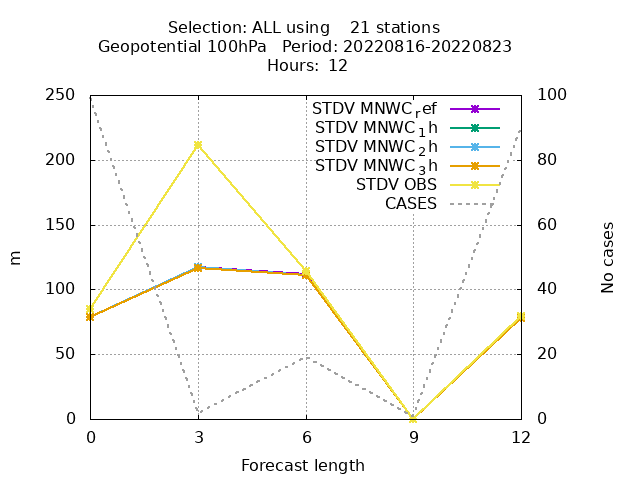 Selection: ALL using    21 stations
Geopotential 100hPa   Period: 20220816-20220823
Hours: 12
250
200
150
100
50
0
100
80
60
40
20
0
m
No cases
STDV MNWC_ref
STDV MNWC_1h
STDV MNWC_2h
STDV MNWC_3h
STDV OBS
CASES
0 3 6 9 12
Forecast length